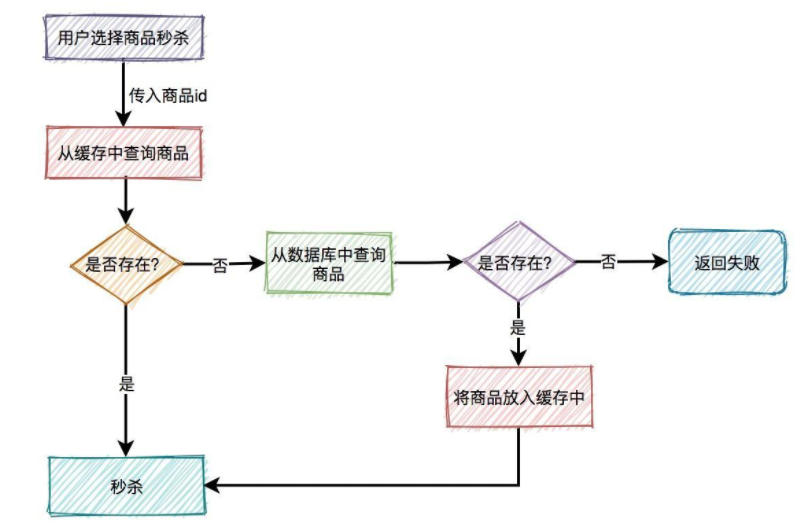 用户选择商品秒杀
传入商品id
从缓存中查询商品
是否存在?
否
从数据库中查询
商品
是否存在?
否
返回失败
是
是
将商品放入缓存中
秒杀